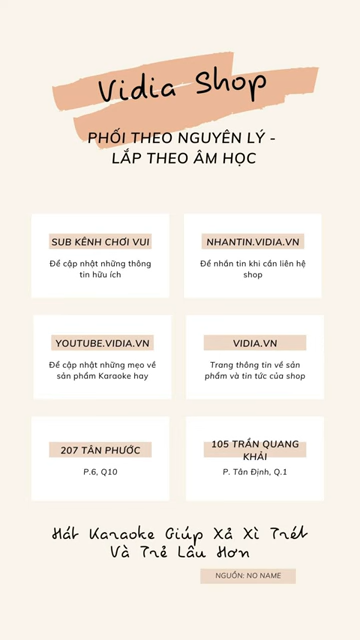 Vidia Shop
PHỐI THEO NGUYÊN LÝ -
LẮP THEO ÂM HỌC
SUB KÊNH CHƠI VUI
Để cập nhật những thông
tin hữu ích
NHANTIN.VIDIA.VN
Để nhắn tin khi cần liên hệ
shop
YOUTUBE.VIDIA.VN
Để cập nhật những mẹo về
sản phẩm Karaoke hay
VIDIA.VN
Trang thông tin về sản
phẩm và tin tức của shop
207 TÂN PHƯỚC
P.6, Q10
105 TRẦN QUANG
KHẢI
P. Tân Định, Q.1
Hát Karaoke Giúp Xả Xì Trét
Và Trẻ Lâu Hơn
NGUỒN: NO NAME